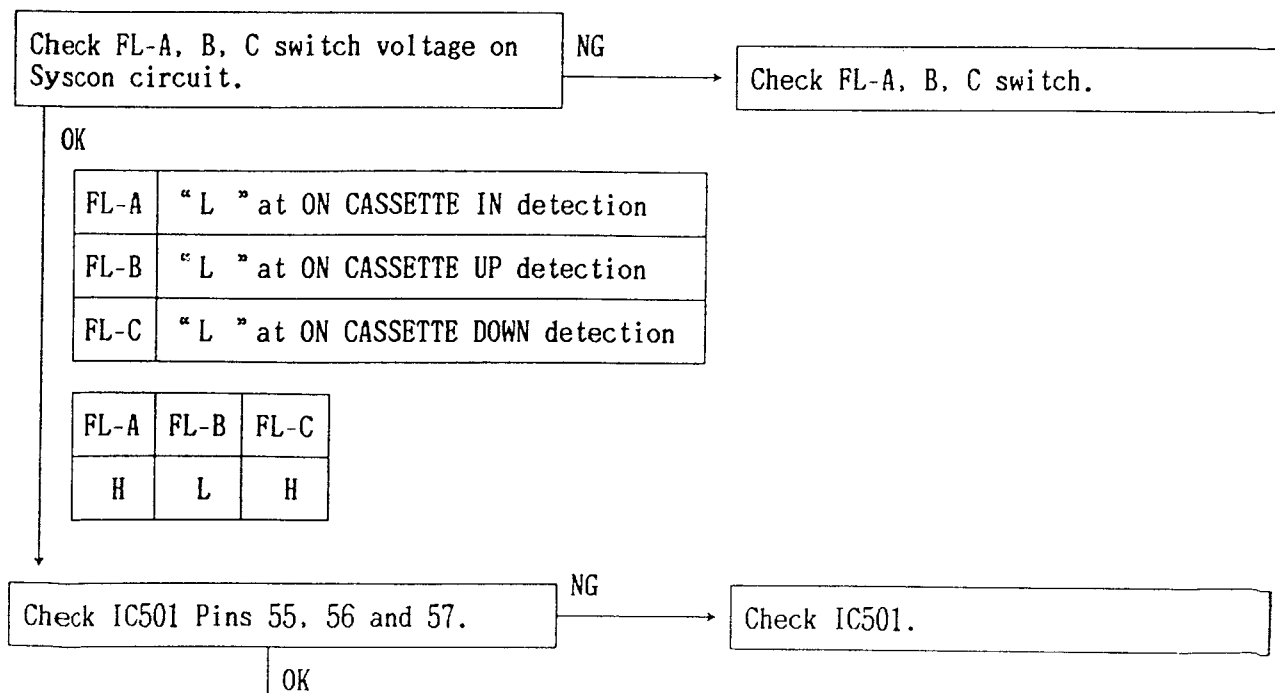 Check FL-A, B, C switch voltage on
Syscon circuit.
NG
Check FL-A, B, C switch.
OK
FL-A "L " at ON CASSETTE IN detection
FL-B "L " at ON CASSETTE UP detection
FL-C "L " at ON CASSETTE DOWN detection
FL-A FL-B FL-C
H L H
Check IC501 Pins 55, 56 and 57.
NG
Check IC501.
OK